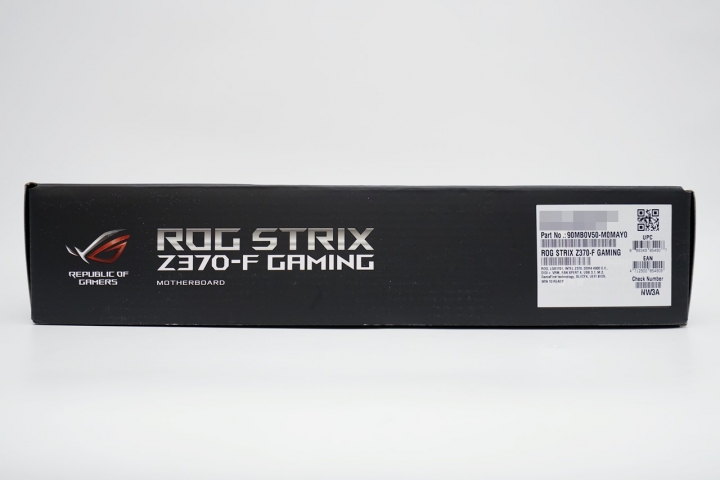 REPUBLIC OF
GAMERS
ROG STRIX
Z370-F GAMING
MOTHERBOARD
Part No.:90MB0V50-M0MAY0
ROG STRIX Z370-F GAMING
UPC
EAN
Check Number
NW3A